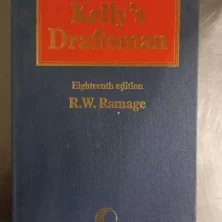 Kelly's
Draftsman
Eighteenth edition
R.W. Ramage